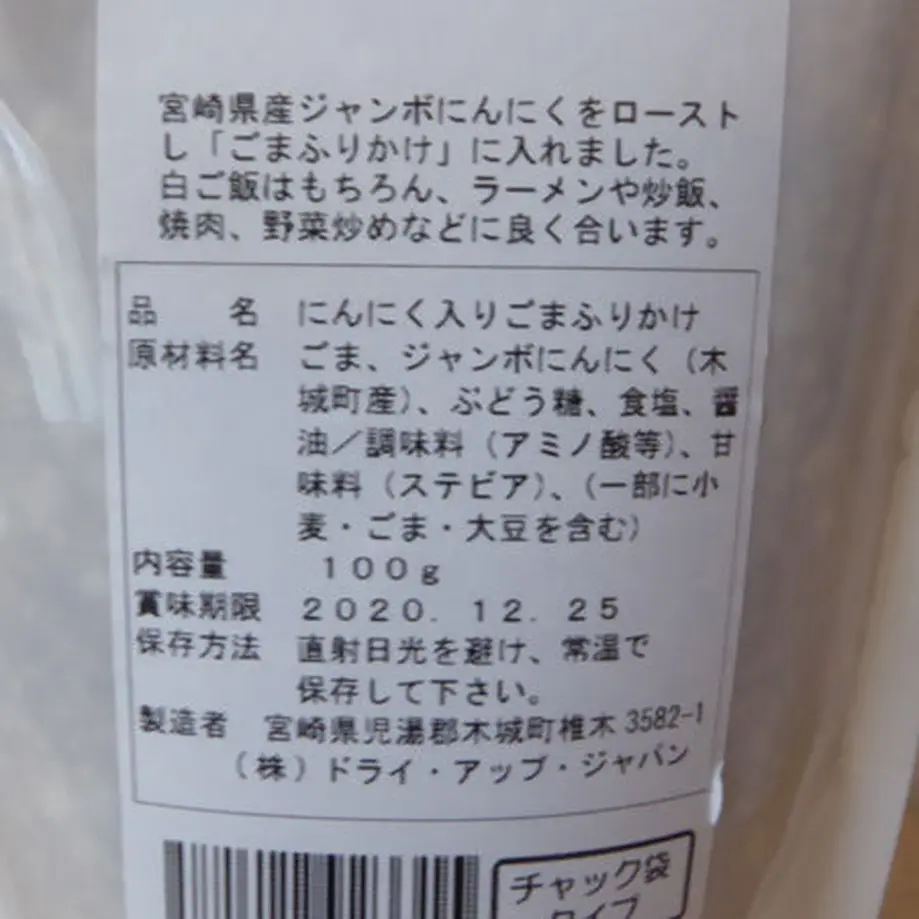 宮崎県産ジャンボにんにくをロースト
し「ごまふりかけ」に入れました。
白ご飯はもちろん、ラーメンや炒飯、
焼肉、野菜炒めなどに良く合います。
品　　名　にんにく入りごまふりかけ
原材料名　ごま、ジャンボにんにく（木
城町産）、ぶどう糖、食塩、醤
油／調味料（アミノ酸等）、甘
味料（ステビア）、（一部に小
麦・ごま・大豆を含む）
内容量　１００ｇ
賞味期限　２０２０．１２．２５
保存方法　直射日光を避け、常温で
保存して下さい。
製造者　宮崎県児湯郡木城町椎木3582-1
（株）ドライ・アップ・ジャパン
チャック袋
タイプ